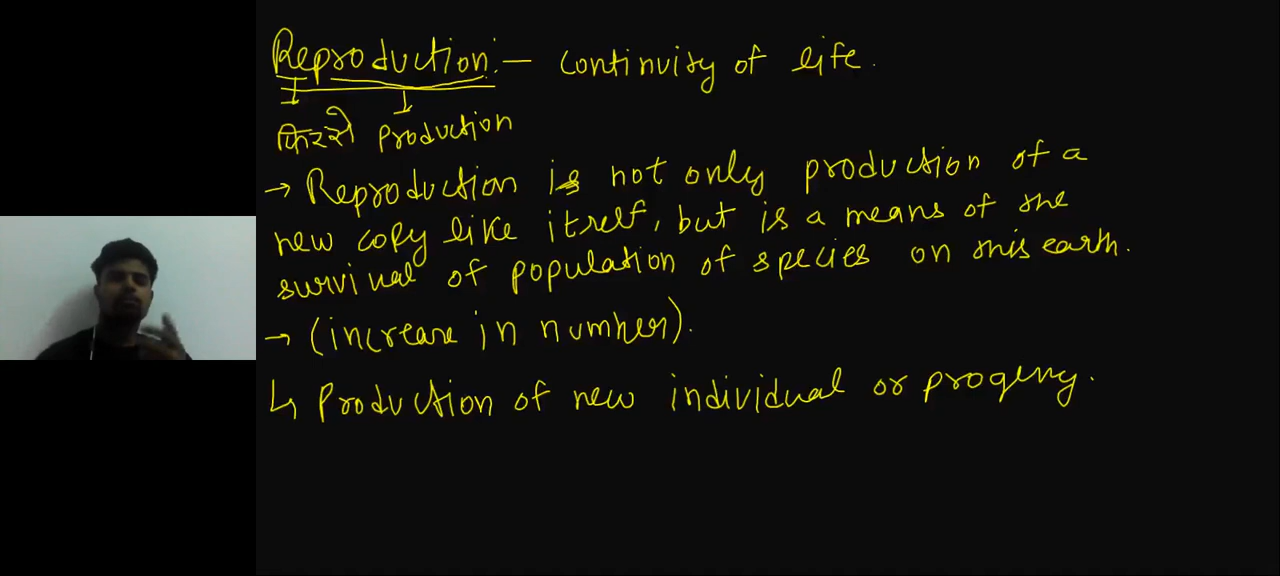 Reproduction :- Continuity of life.
फिरसे Production
→ Reproduction is not only production of a
new copy like itself, but is a means of the
survival of population of species on this earth.
→ (increase in number).
↳ Production of new individual or progeny.